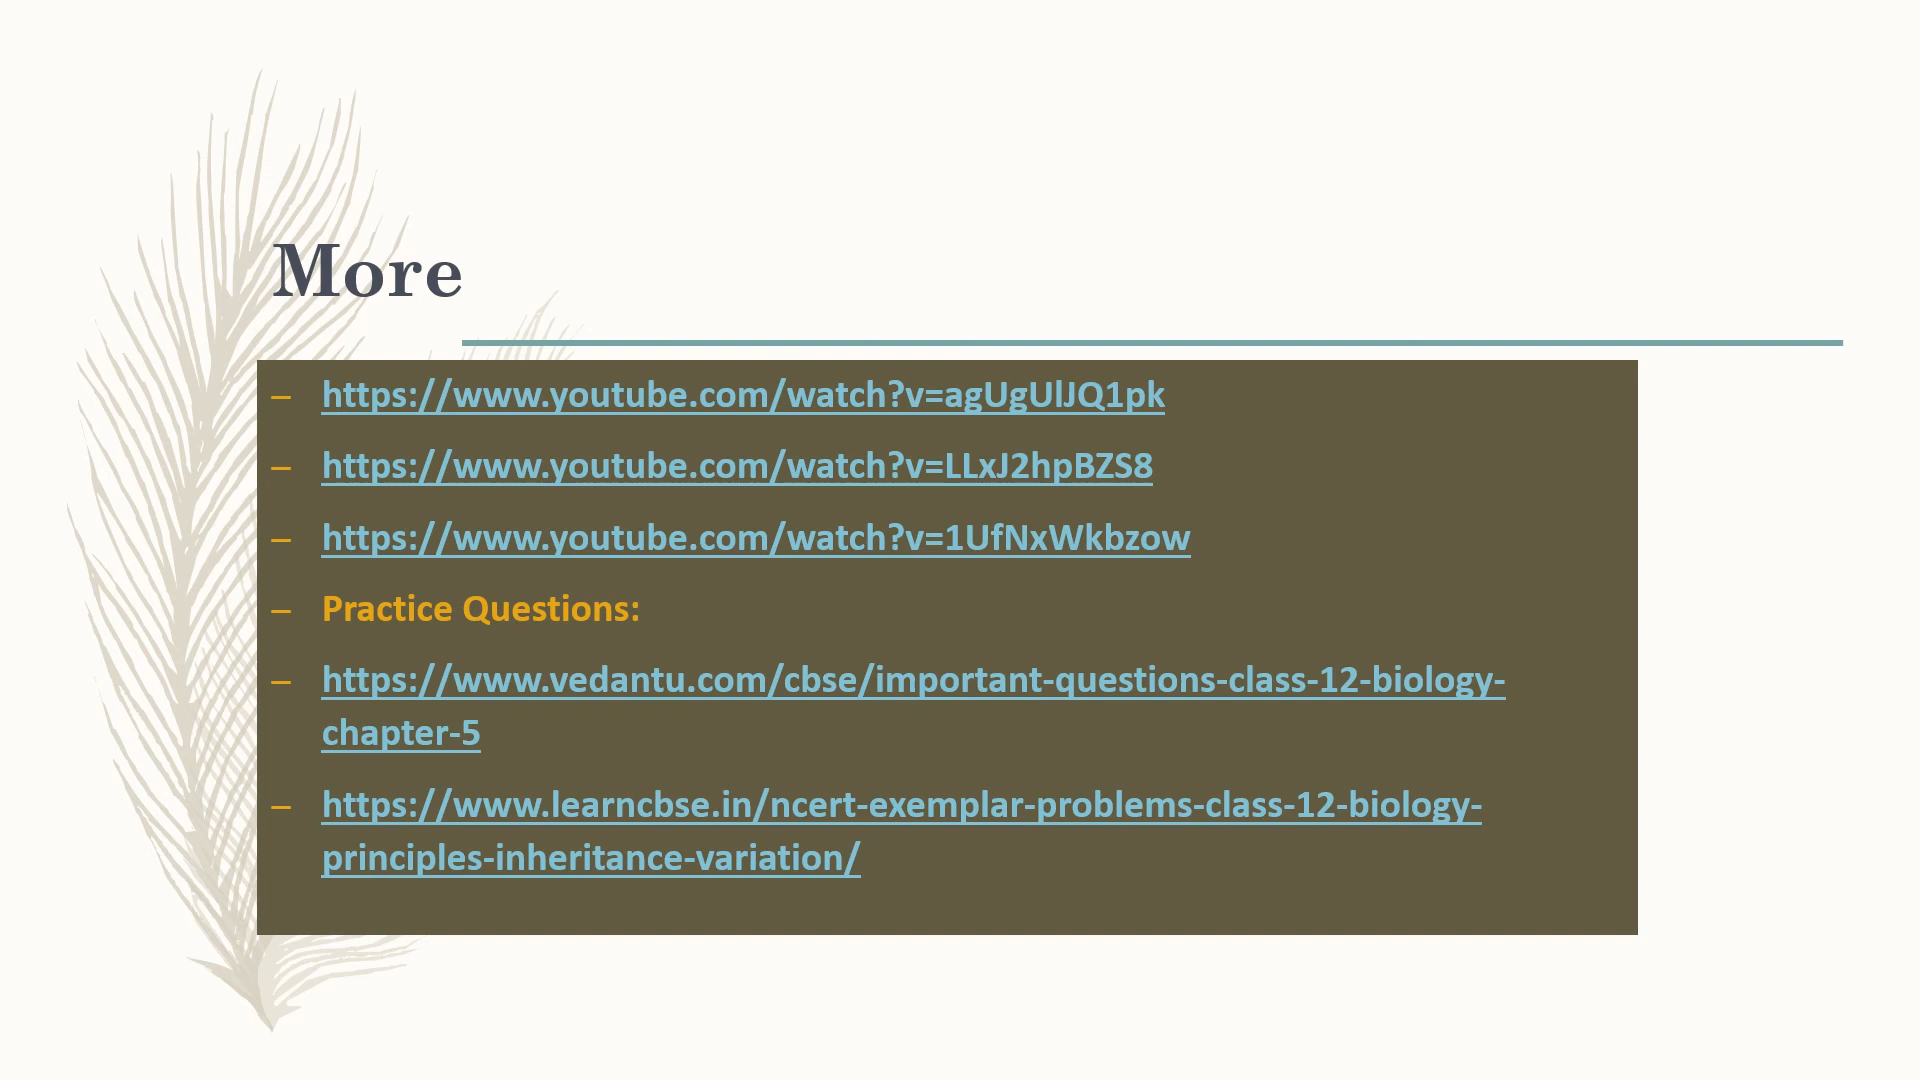 More
– https://www.youtube.com/watch?v=agUgUlJQ1pk
– https://www.youtube.com/watch?v=LLxJ2hpBZS8
– https://www.youtube.com/watch?v=1UfNxWkbzow
– Practice Questions:
– https://www.vedantu.com/cbse/important-questions-class-12-biology-
chapter-5
– https://www.learncbse.in/ncert-exemplar-problems-class-12-biology-
principles-inheritance-variation/